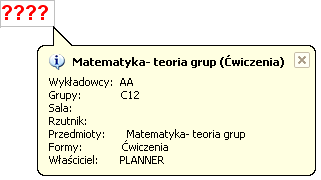 ????
Matematyka- teoria grup (Ćwiczenia)
Wykładowcy: AA
Grupy: C12
Sala:
Rzutnik:
Przedmioty: Matematyka- teoria grup
Formy: Ćwiczenia
Właściciel: PLANNER